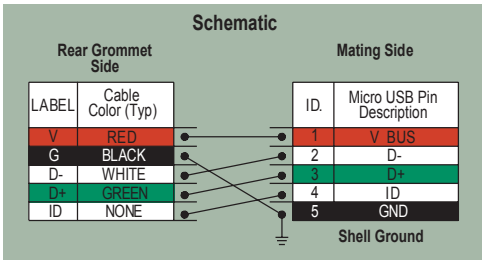 Schematic
Rear Grommet Side
Mating Side
LABEL Cable Color (Typ)
ID. Micro USB Pin Description
V RED 1 V BUS
G BLACK 2 D-
D- WHITE 3 D+
D+ GREEN 4 ID
ID NONE 5 GND
Shell Ground